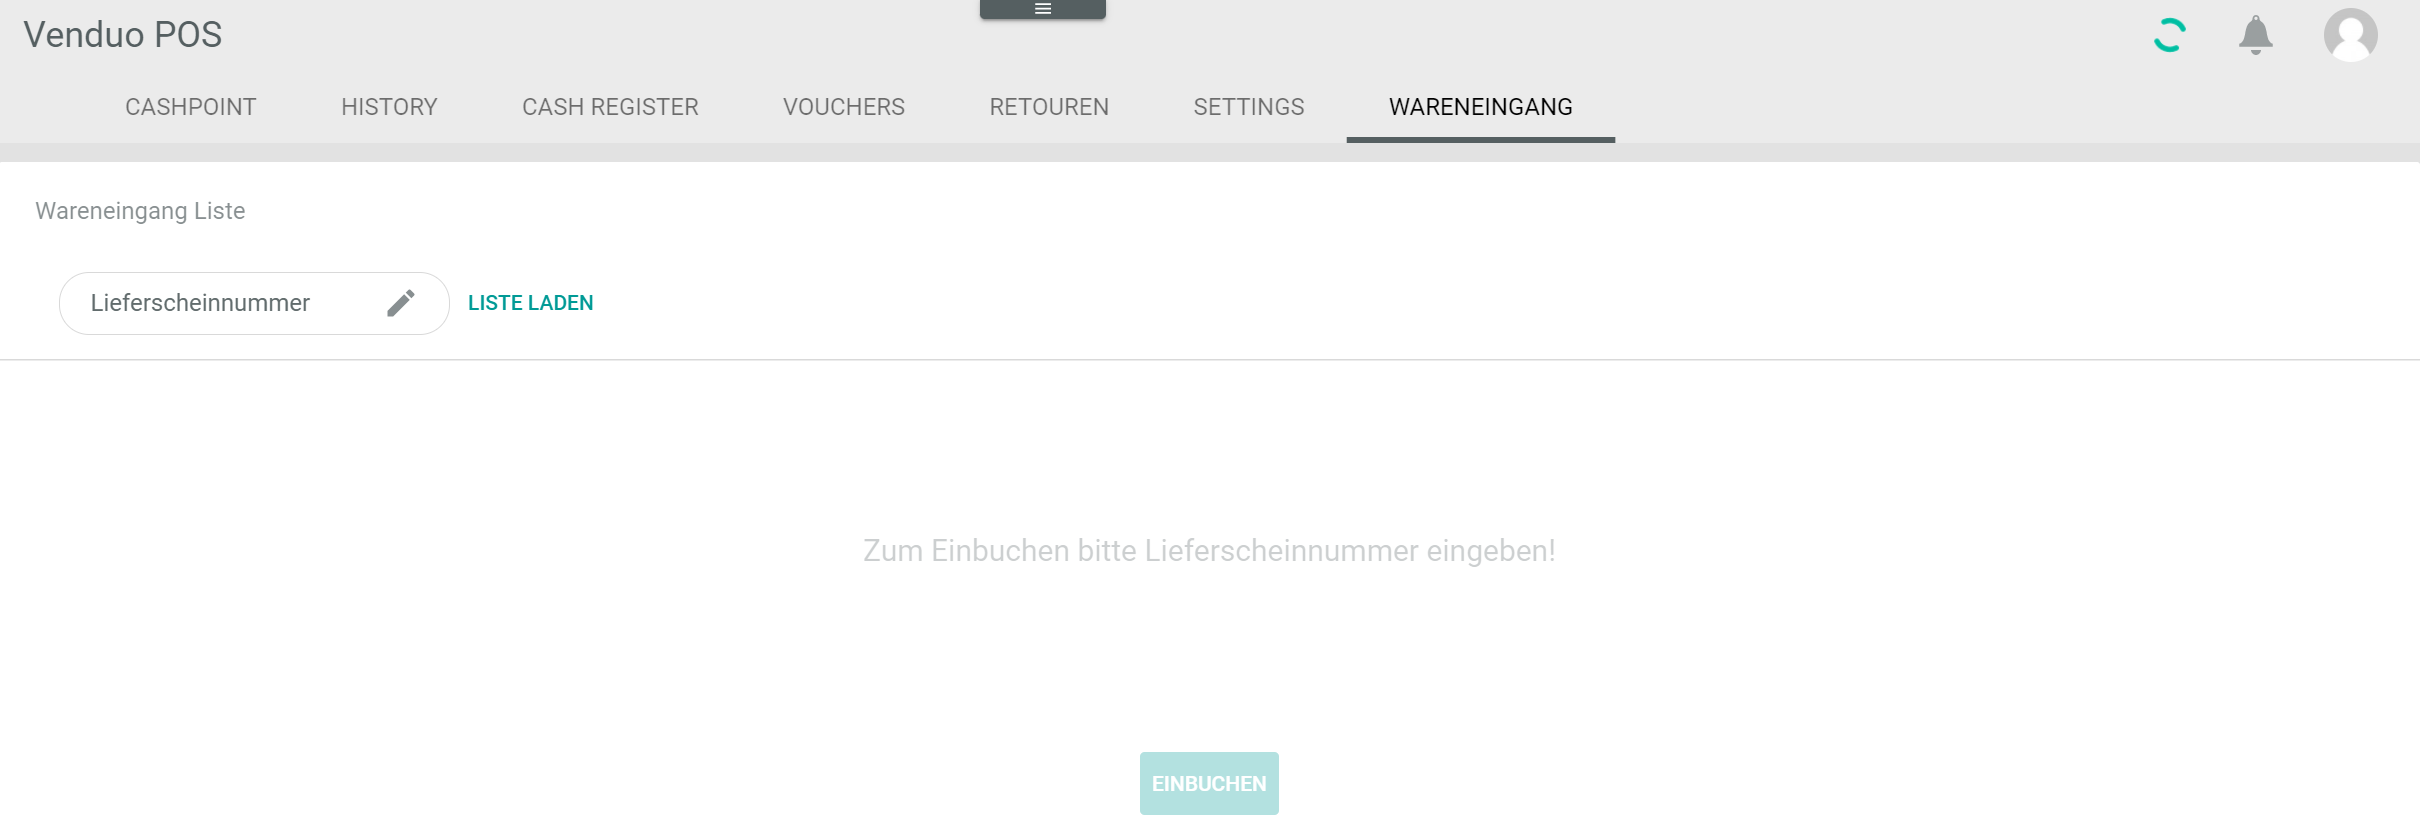 Venduo POS
CASHPOINT HISTORY CASH REGISTER VOUCHERS RETOUREN SETTINGS WARENEINGANG
Wareneingang Liste
Lieferscheinnummer LISTE LADEN
Zum Einbuchen bitte Lieferscheinnummer eingeben!
EINBUCHEN